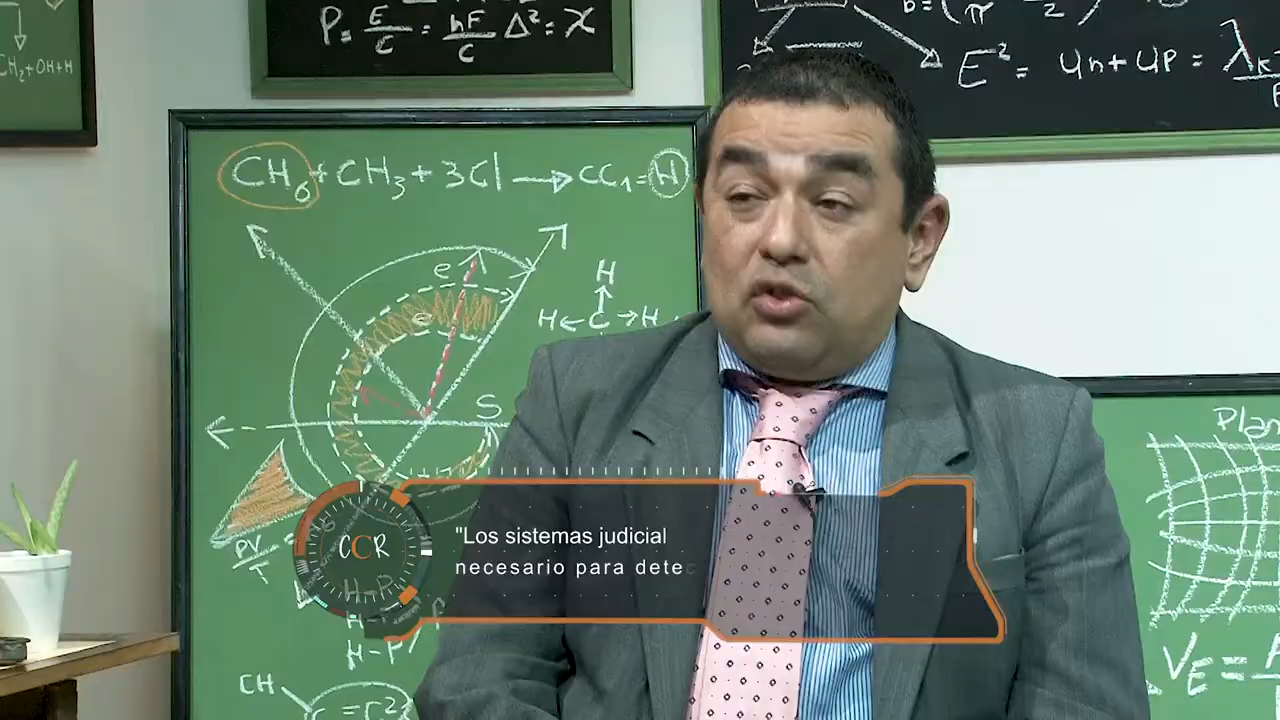 P = E/C = hF/C Δ² = X
E² = Un + UP =
CH₂+OH+H
CH₆ + CH₃ + 3Cl → CC₁ = H
H
e
H ← C → H
e
S
Plan
PV/T
CCR
"Los sistemas judicial
necesario para detec
H-P
H
H-P
VE =
CH